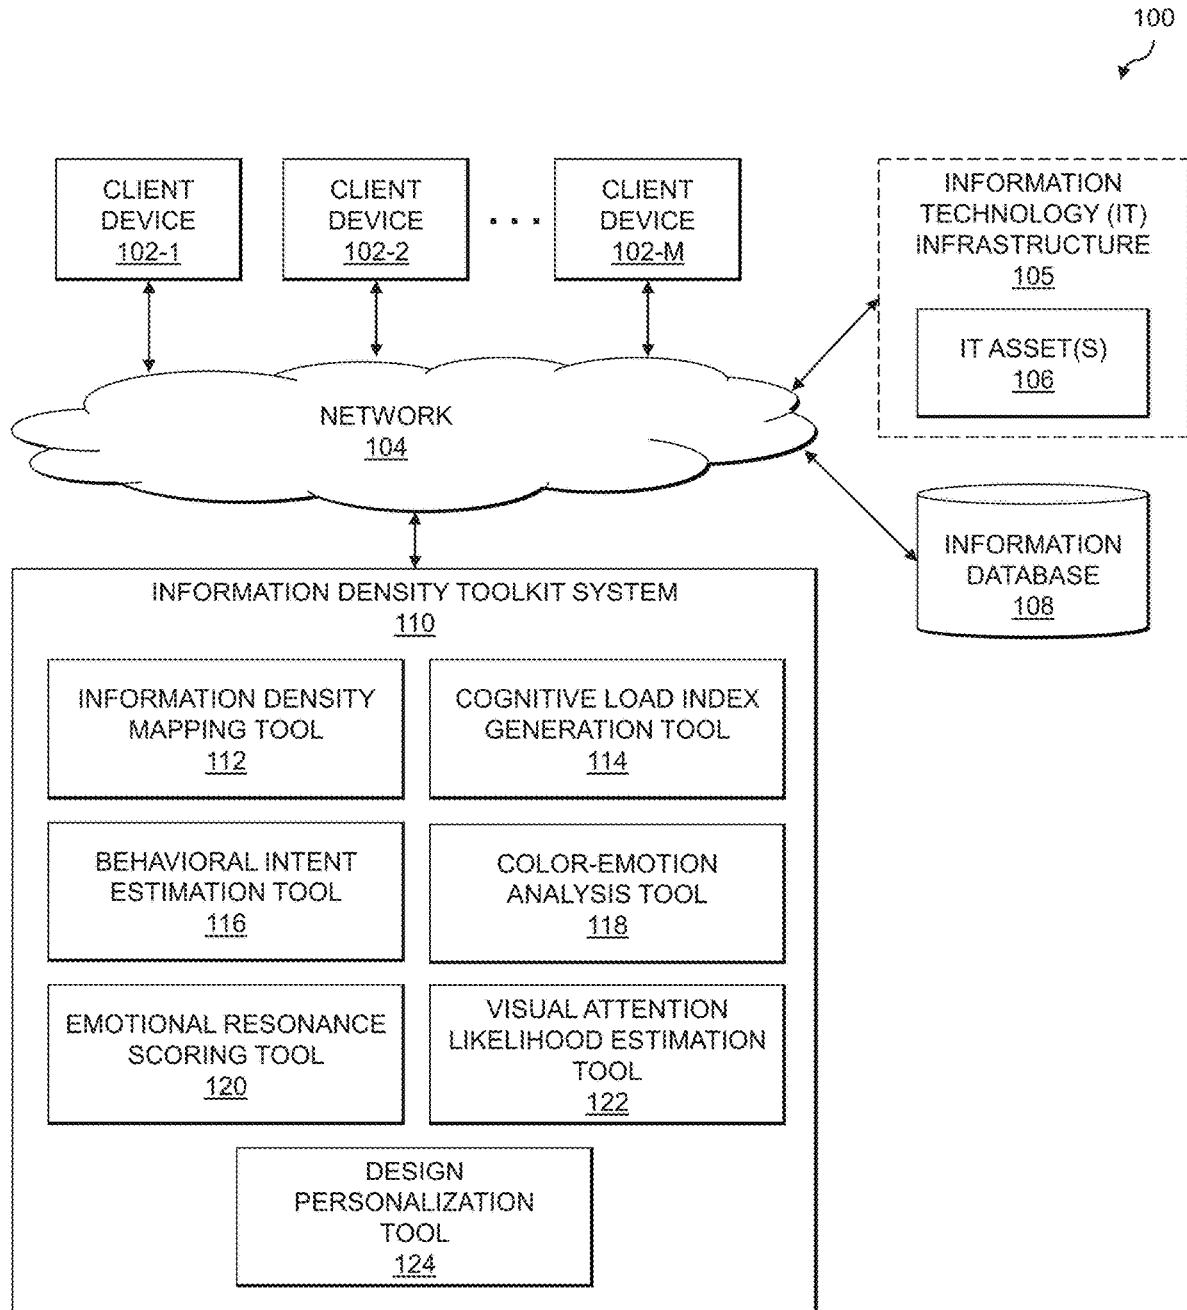 100
CLIENT
DEVICE
102-1
CLIENT
DEVICE
102-2
. . .
CLIENT
DEVICE
102-M
INFORMATION
TECHNOLOGY (IT)
INFRASTRUCTURE
105
IT ASSET(S)
106
NETWORK
104
INFORMATION
DATABASE
108
INFORMATION DENSITY TOOLKIT SYSTEM
110
INFORMATION DENSITY
MAPPING TOOL
112
COGNITIVE LOAD INDEX
GENERATION TOOL
114
BEHAVIORAL INTENT
ESTIMATION TOOL
116
COLOR-EMOTION
ANALYSIS TOOL
118
EMOTIONAL RESONANCE
SCORING TOOL
120
VISUAL ATTENTION
LIKELIHOOD ESTIMATION
TOOL
122
DESIGN
PERSONALIZATION
TOOL
124